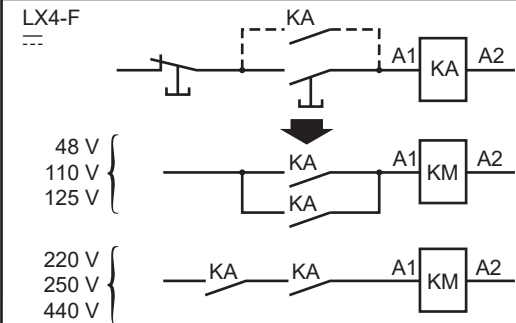 LX4-F
KA
A1 KA A2
48 V
110 V
125 V
KA
A1 KM A2
KA
220 V
250 V
440 V
KA KA A1 KM A2